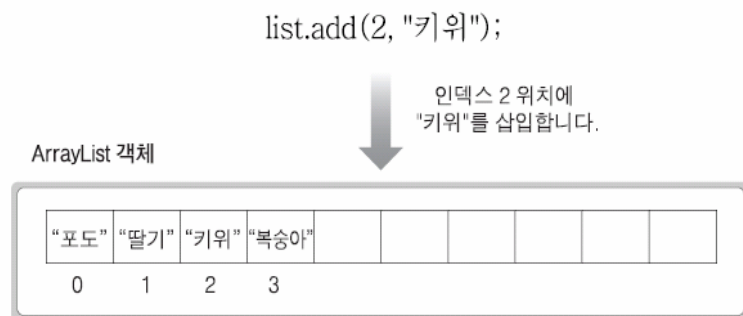 list.add(2, "키위");
인덱스 2 위치에
"키위"를 삽입합니다.
ArrayList 객체
“포도” “딸기” “키위” “복숭아”
0 1 2 3